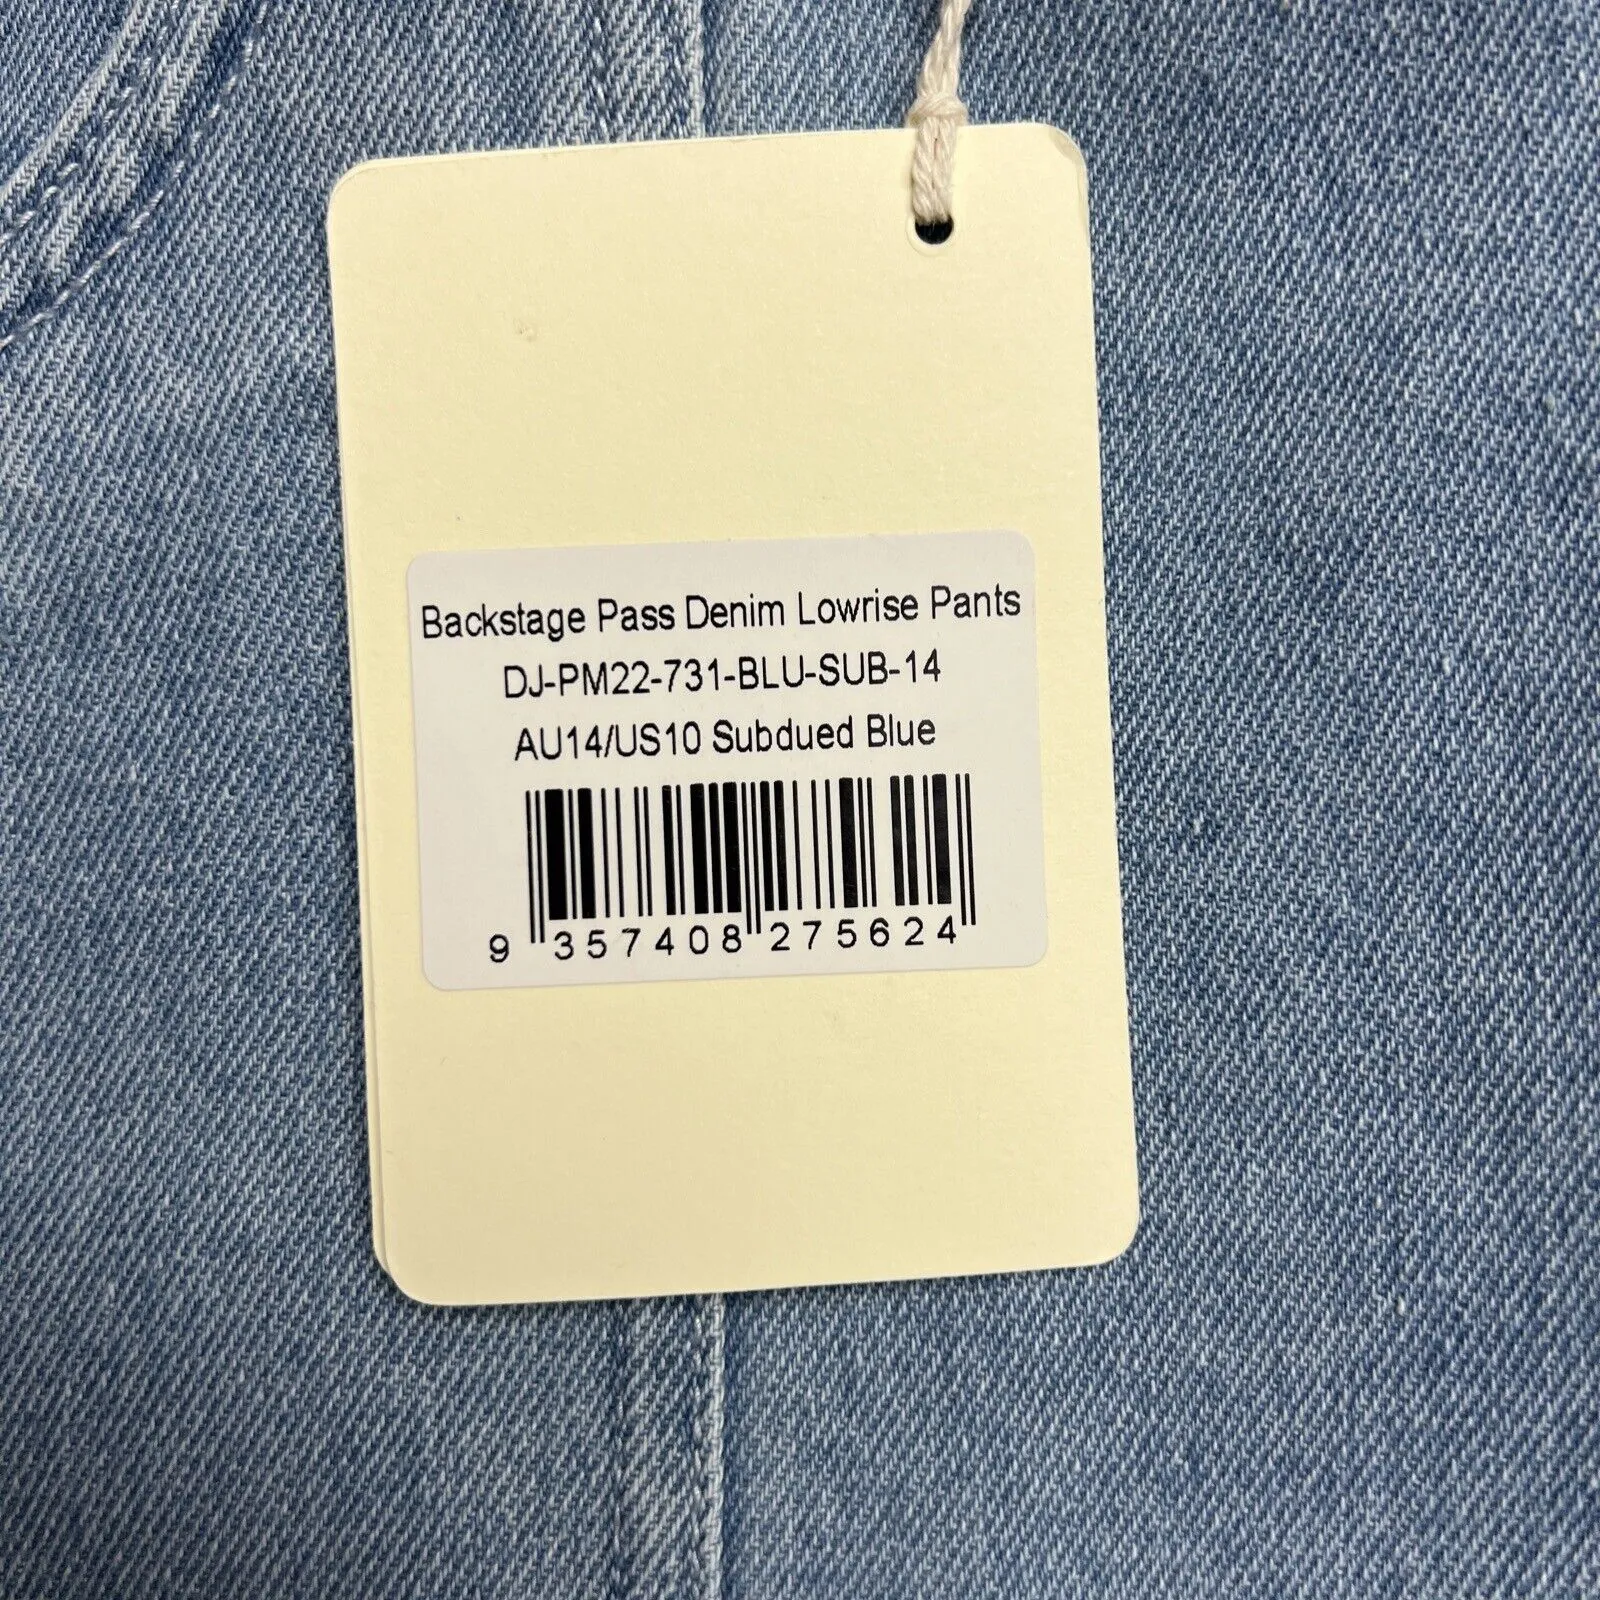 Backstage Pass Denim Lowrise Pants
DJ-PM22-731-BLU-SUB-14
AU14/US10 Subdued Blue
9 357408 275624